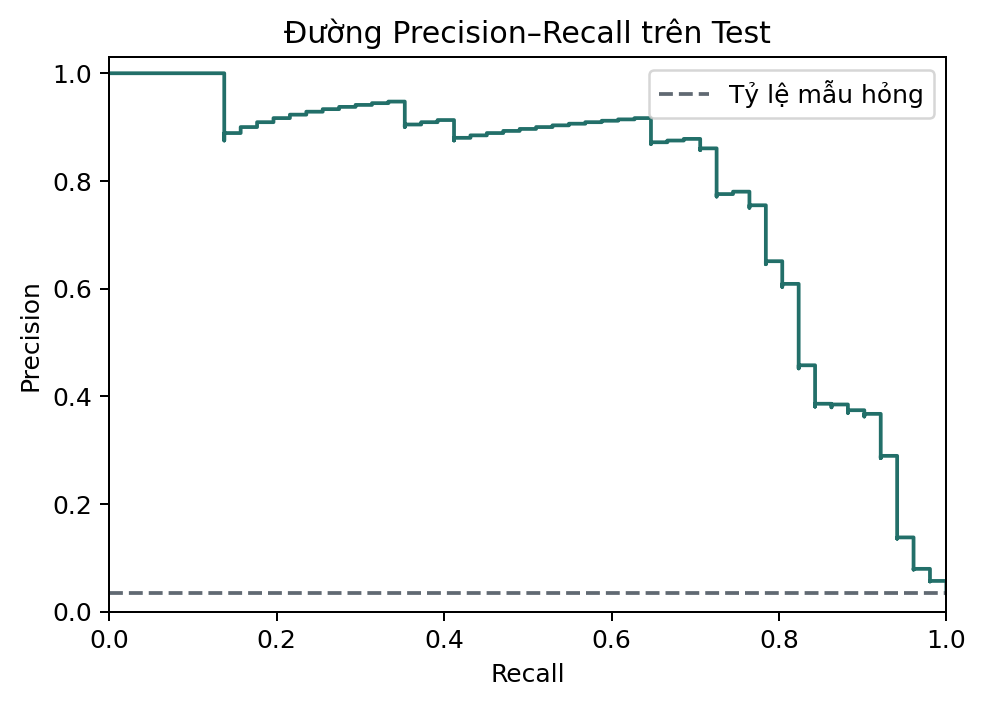 Đường Precision–Recall trên Test
Tỷ lệ mẫu hỏng
Precision
1.0
0.8
0.6
0.4
0.2
0.0
0.0 0.2 0.4 0.6 0.8 1.0
Recall